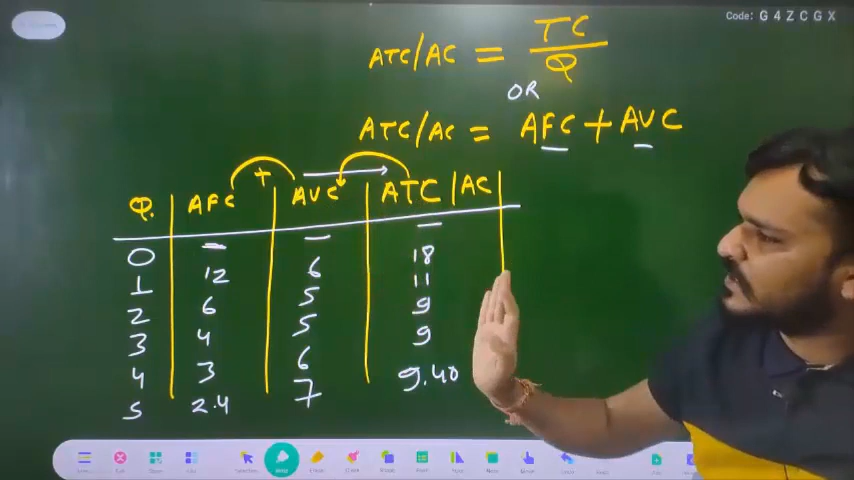 Code: G 4 Z C G X
ATC/AC = TC / Q
OR
ATC/AC = AFC + AVC
Q. | AFC + AVC | ATC | AC
0 — — —
1 12 6 18
2 6 5 11
3 4 5 9
4 3 6 9
5 2.4 7 9.40